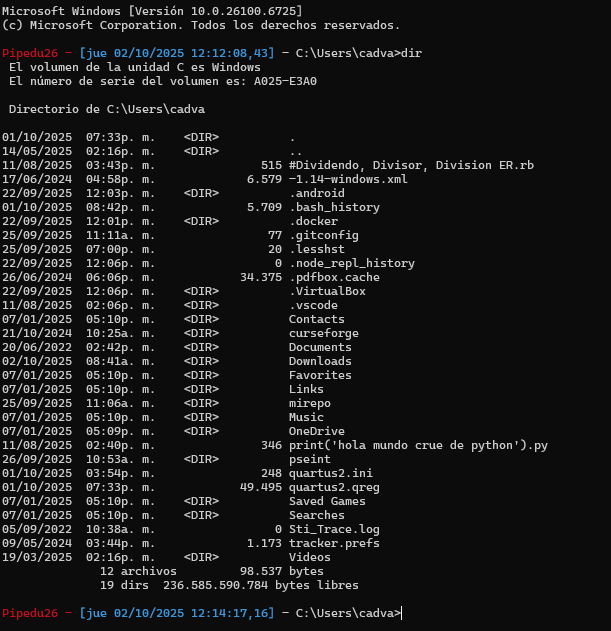 Microsoft Windows [Versión 10.0.26100.6725]
(c) Microsoft Corporation. Todos los derechos reservados.
Pipedu26 - [jue 02/10/2025 12:12:08,43] - C:\Users\cadva>dir
 El volumen de la unidad C es Windows
 El número de serie del volumen es: A025-E3A0
 Directorio de C:\Users\cadva
01/10/2025  07:33p. m.    <DIR>          .
14/05/2025  02:16p. m.    <DIR>          ..
11/08/2025  03:43p. m.               515 #Dividendo, Divisor, Division ER.rb
17/06/2024  04:58p. m.             6.579 -1.14-windows.xml
22/09/2025  12:03p. m.    <DIR>          .android
01/10/2025  08:42p. m.             5.709 .bash_history
22/09/2025  12:01p. m.    <DIR>          .docker
25/09/2025  11:11a. m.                77 .gitconfig
25/09/2025  07:00p. m.                20 .lesshst
22/09/2025  12:06p. m.                 0 .node_repl_history
26/06/2024  06:06p. m.            34.375 .pdfbox.cache
22/09/2025  12:06p. m.    <DIR>          .VirtualBox
11/08/2025  02:06p. m.    <DIR>          .vscode
07/01/2025  05:10p. m.    <DIR>          Contacts
21/10/2024  10:25a. m.    <DIR>          curseforge
20/06/2022  02:42p. m.    <DIR>          Documents
02/10/2025  08:41a. m.    <DIR>          Downloads
07/01/2025  05:10p. m.    <DIR>          Favorites
07/01/2025  05:10p. m.    <DIR>          Links
25/09/2025  11:06a. m.    <DIR>          mirepo
07/01/2025  05:10p. m.    <DIR>          Music
07/01/2025  05:09p. m.    <DIR>          OneDrive
11/08/2025  02:40p. m.               346 print('hola mundo crue de python').py
26/09/2025  10:53a. m.    <DIR>          pseint
01/10/2025  03:54p. m.               248 quartus2.ini
01/10/2025  07:33p. m.            49.495 quartus2.qreg
07/01/2025  05:10p. m.    <DIR>          Saved Games
07/01/2025  05:10p. m.    <DIR>          Searches
05/09/2022  10:38a. m.                 0 Sti_Trace.log
09/05/2024  03:44p. m.             1.173 tracker.prefs
19/03/2025  02:16p. m.    <DIR>          Videos
              12 archivos         98.537 bytes
              19 dirs  236.585.590.784 bytes libres
Pipedu26 - [jue 02/10/2025 12:14:17,16] - C:\Users\cadva>